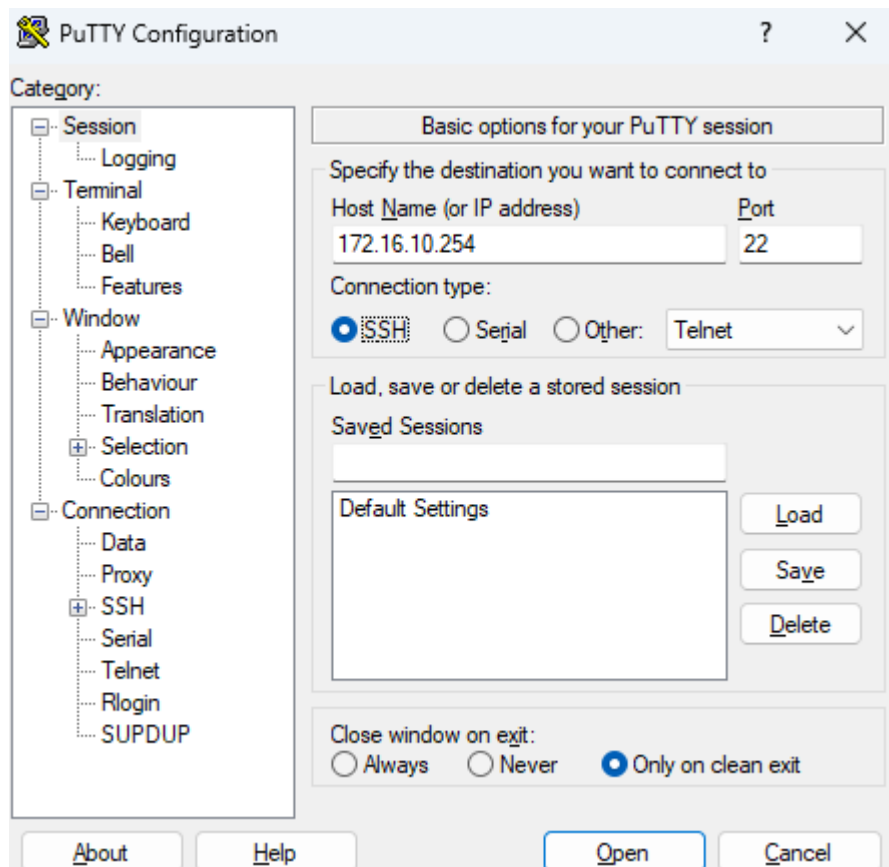 PuTTY Configuration
?
Category:
Session
Logging
Terminal
Keyboard
Bell
Features
Window
Appearance
Behaviour
Translation
Selection
Colours
Connection
Data
Proxy
SSH
Serial
Telnet
Rlogin
SUPDUP
Basic options for your PuTTY session
Specify the destination you want to connect to
Host Name (or IP address) Port
172.16.10.254 22
Connection type:
SSH Serial Other: Telnet
Load, save or delete a stored session
Saved Sessions
Default Settings
Load
Save
Delete
Close window on exit:
Always Never Only on clean exit
About Help Open Cancel